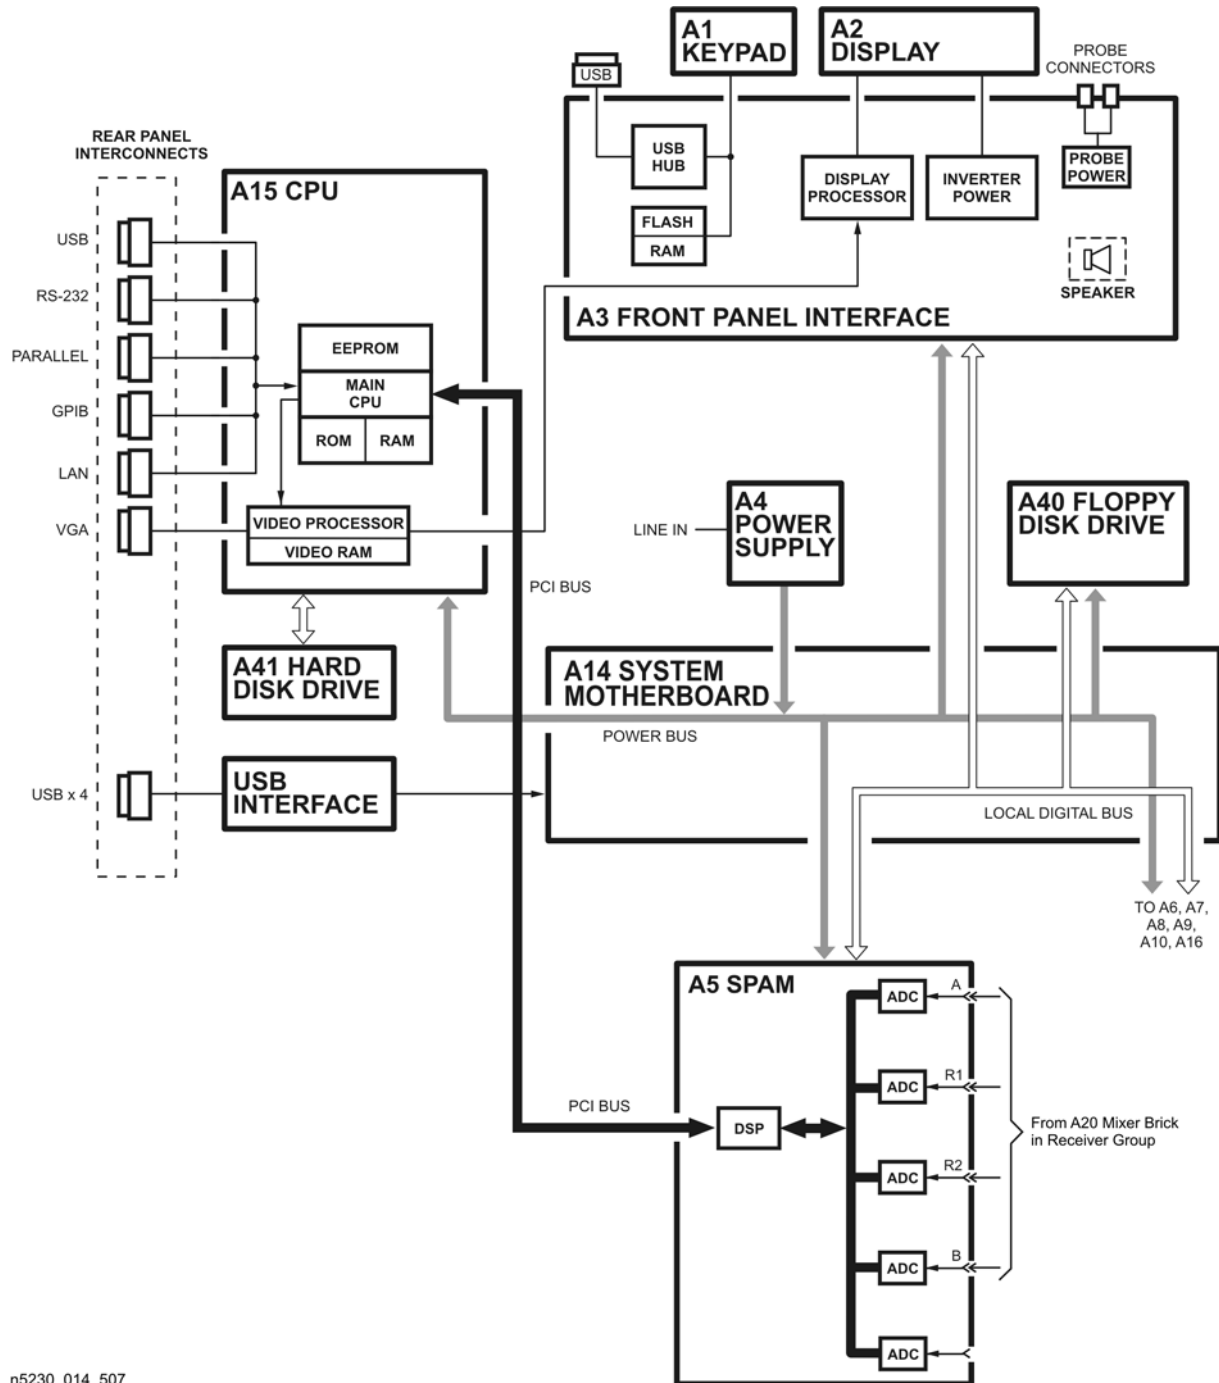 A1
KEYPAD
A2
DISPLAY
PROBE
CONNECTORS
USB
REAR PANEL
INTERCONNECTS
USB
HUB
DISPLAY
PROCESSOR
INVERTER
POWER
PROBE
POWER
FLASH
RAM
SPEAKER
A3 FRONT PANEL INTERFACE
A15 CPU
USB
RS-232
PARALLEL
GPIB
LAN
VGA
EEPROM
MAIN
CPU
ROM
RAM
VIDEO PROCESSOR
VIDEO RAM
PCI BUS
LINE IN
A4
POWER
SUPPLY
A40 FLOPPY
DISK DRIVE
A41 HARD
DISK DRIVE
A14 SYSTEM
MOTHERBOARD
POWER BUS
USB x 4
USB
INTERFACE
LOCAL DIGITAL BUS
TO A6, A7,
A8, A9,
A10, A16
A5 SPAM
ADC
A
ADC
R1
PCI BUS
DSP
From A20 Mixer Brick
in Receiver Group
ADC
R2
ADC
B
ADC
n5230_014_507